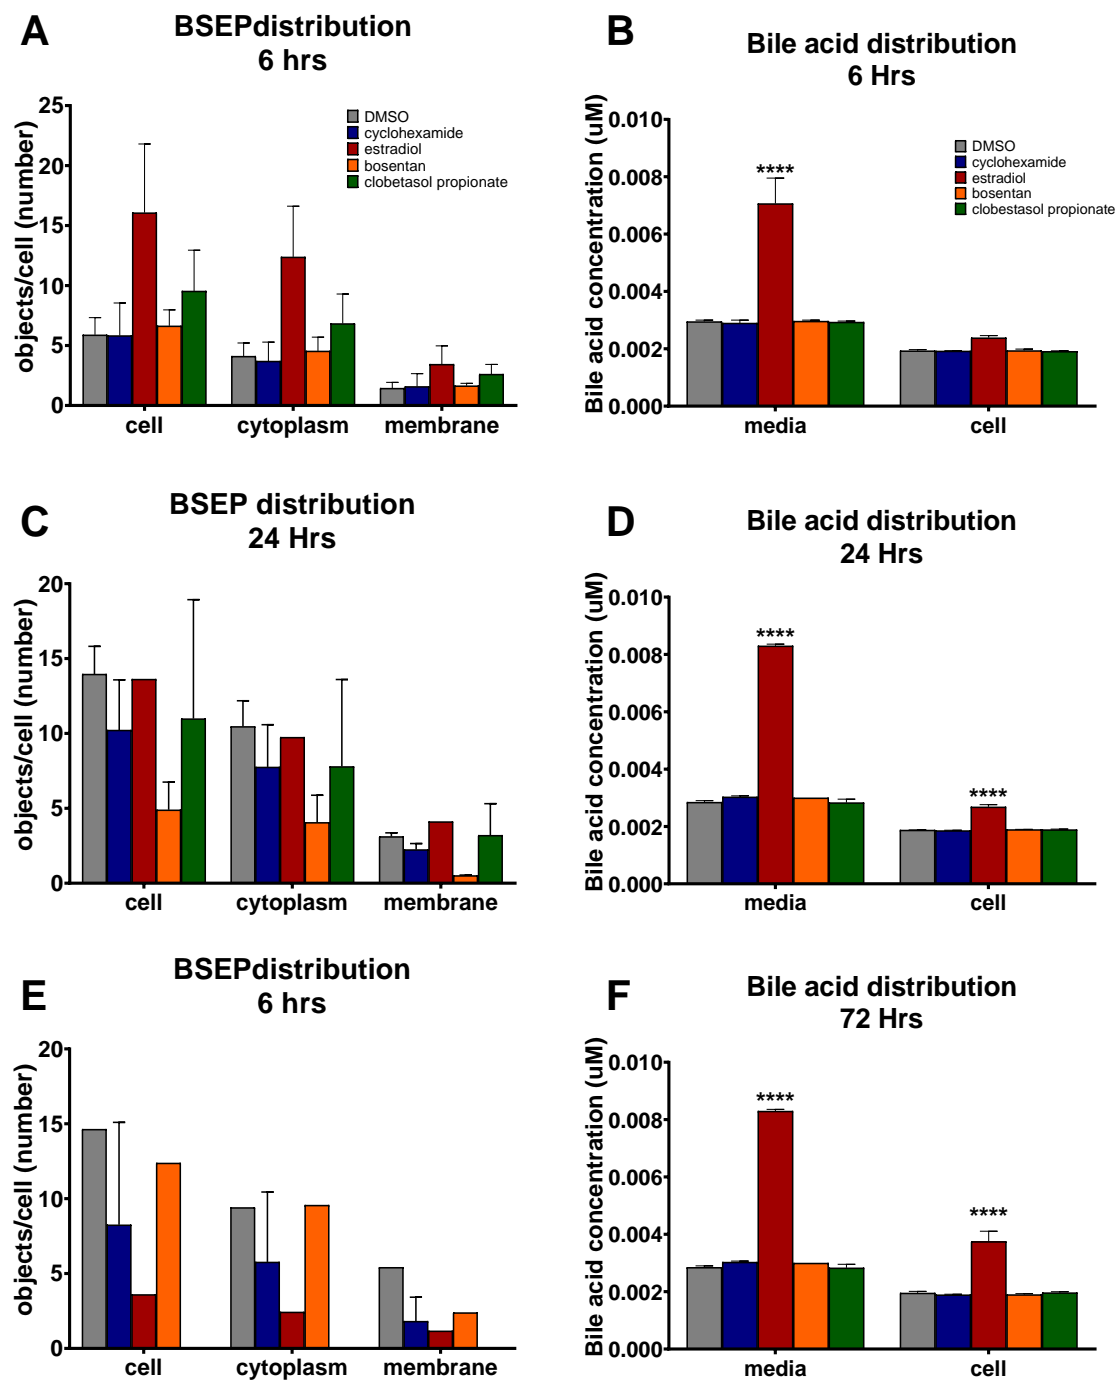 A
BSEPdistribution
6 hrs
objects/cell (number)
25
20
15
10
5
0
DMSO
cyclohexamide
estradiol
bosentan
clobetasol propionate
cell
cytoplasm
membrane
B
Bile acid distribution
6 Hrs
Bile acid concentration (uM)
0.010
0.008
0.006
0.004
0.002
0.000
****
DMSO
cyclohexamide
estradiol
bosentan
clobestasol propionate
media
cell
C
BSEP distribution
24 Hrs
objects/cell (number)
20
15
10
5
0
cell
cytoplasm
membrane
D
Bile acid distribution
24 Hrs
Bile acid concentration (uM)
0.010
0.008
0.006
0.004
0.002
0.000
****
****
media
cell
E
BSEPdistribution
6 hrs
objects/cell (number)
20
15
10
5
0
cell
cytoplasm
membrane
F
Bile acid distribution
72 Hrs
Bile acid concentration (uM)
0.010
0.008
0.006
0.004
0.002
0.000
****
****
media
cell